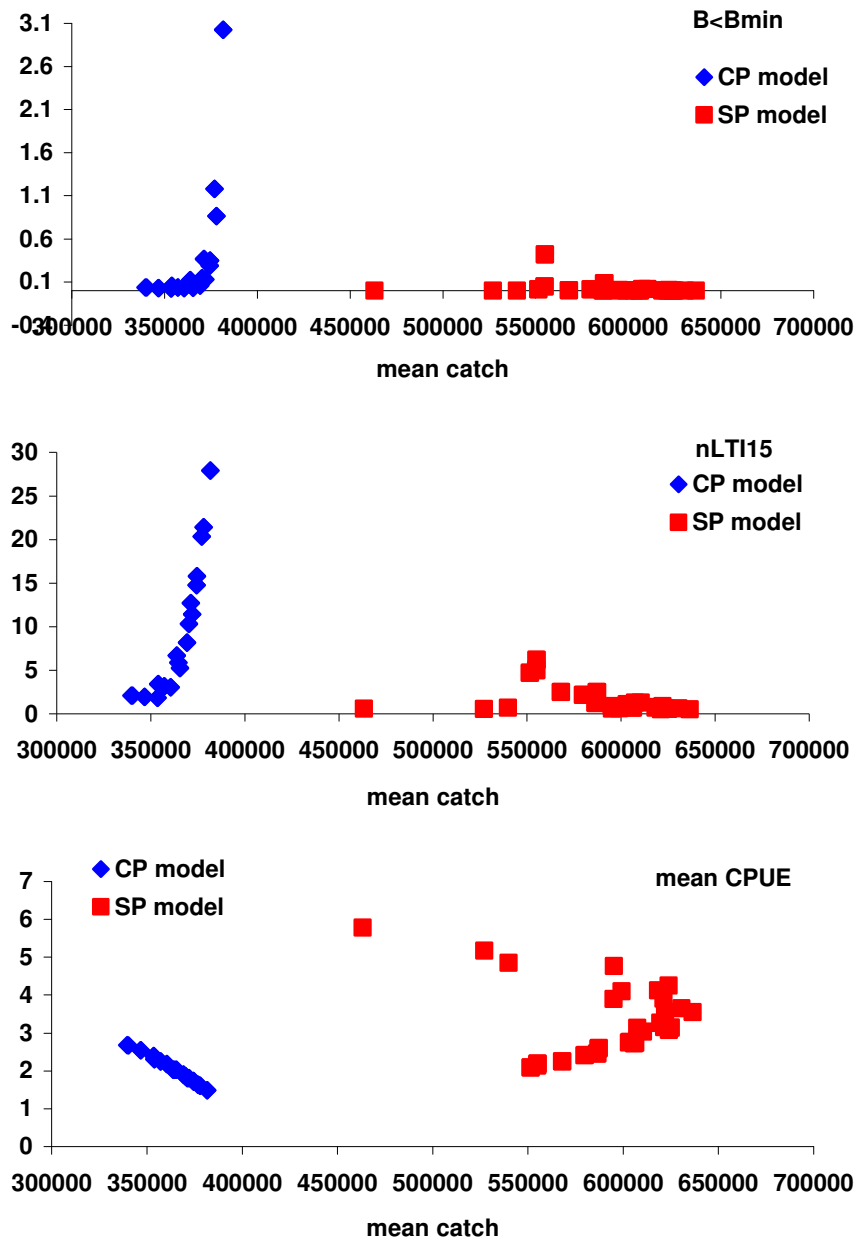 3.1
B<Bmin
2.6
CP model
2.1
SP model
1.6
1.1
0.6
0.1
-0.4
300000 350000 400000 450000 500000 550000 600000 650000 700000
mean catch
30
nLTI15
25
CP model
20
SP model
15
10
5
0
300000 350000 400000 450000 500000 550000 600000 650000 700000
mean catch
CP model
mean CPUE
7
SP model
6
5
4
3
2
1
0
300000 350000 400000 450000 500000 550000 600000 650000 700000
mean catch